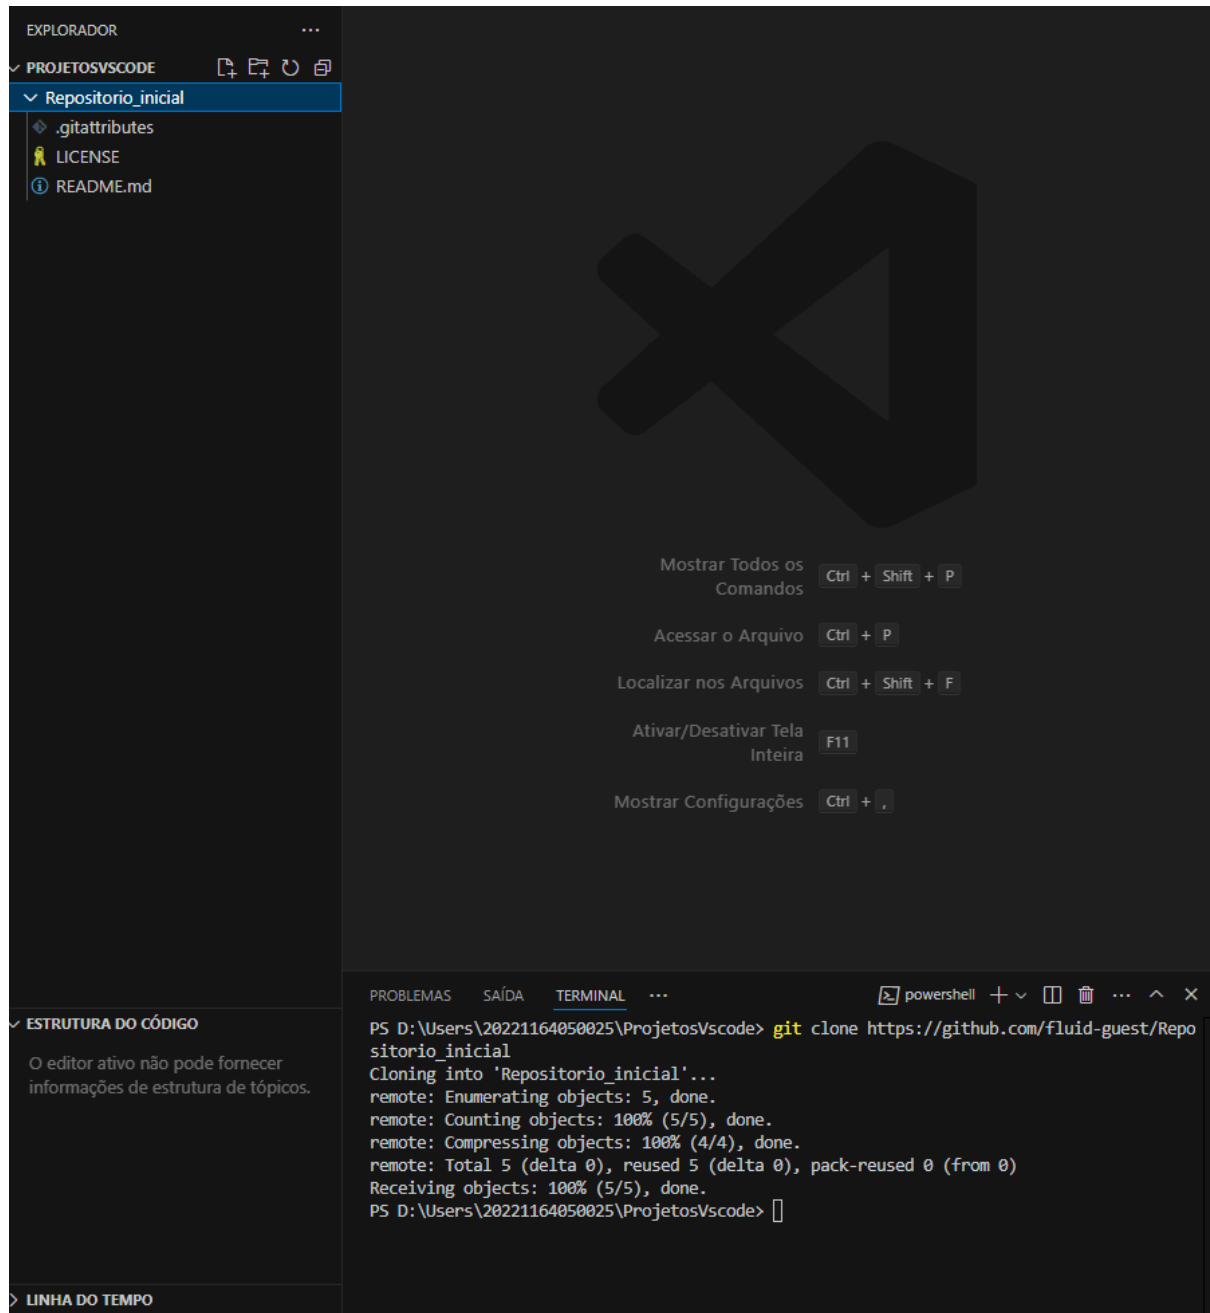 EXPLORADOR
PROJETOSVSCODE
Repositorio_inicial
.gitattributes
LICENSE
README.md
Mostrar Todos os
Comandos
Ctrl + Shift + P
Acessar o Arquivo Ctrl + P
Localizar nos Arquivos Ctrl + Shift + F
Ativar/Desativar Tela
Inteira
F11
Mostrar Configurações Ctrl + ,
PROBLEMAS SAÍDA TERMINAL ... powershell
PS D:\Users\20221164050025\ProjetosVscode> git clone https://github.com/fluid-guest/Repo
sitorio_inicial
Cloning into 'Repositorio_inicial'...
remote: Enumerating objects: 5, done.
remote: Counting objects: 100% (5/5), done.
remote: Compressing objects: 100% (4/4), done.
remote: Total 5 (delta 0), reused 5 (delta 0), pack-reused 0 (from 0)
Receiving objects: 100% (5/5), done.
PS D:\Users\20221164050025\ProjetosVscode>
ESTRUTURA DO CÓDIGO
O editor ativo não pode fornecer
informações de estrutura de tópicos.
LINHA DO TEMPO